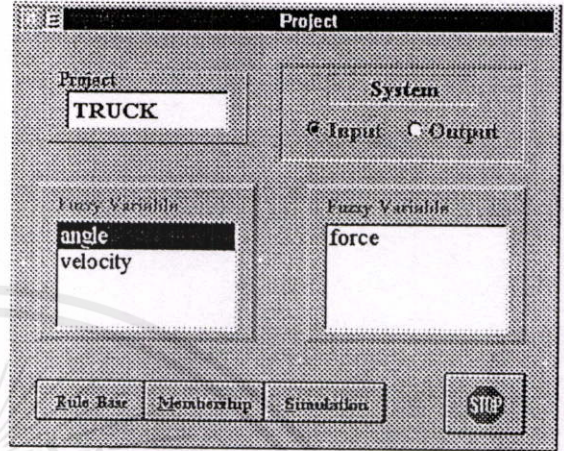 Project
Project
TRUCK
System
Input
Output
Fuzzy Variable
angle
velocity
Fuzzy Variable
force
Rule Base
Membership
Simulation
STOP